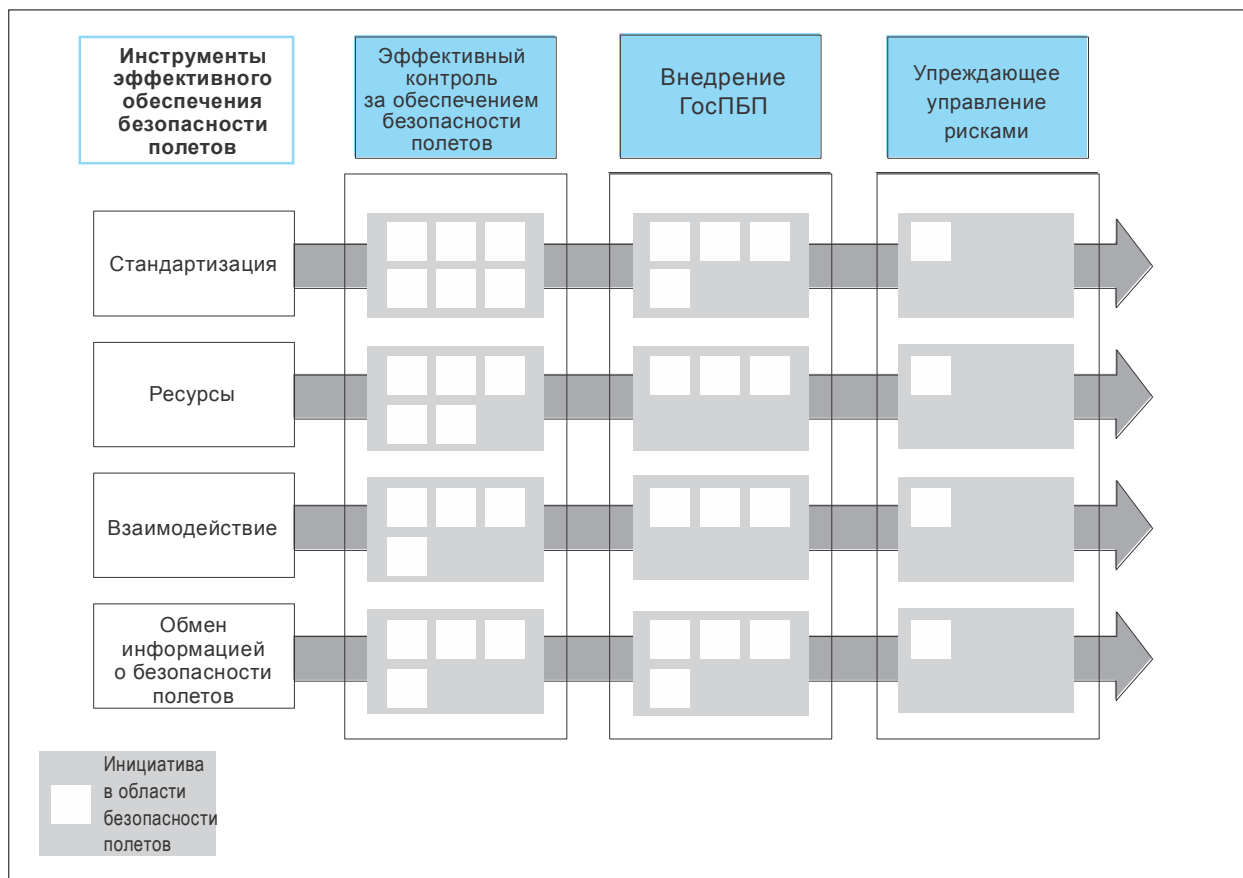 Инструменты
эффективного
обеспечения
безопасности
полетов
Эффективный
контроль
за обеспечением
безопасности
полетов
Внедрение
ГосПБП
Упреждающее
управление
рисками
Стандартизация
Ресурсы
Взаимодействие
Обмен
информацией
о безопасности
полетов
Инициатива
в области
безопасности
полетов